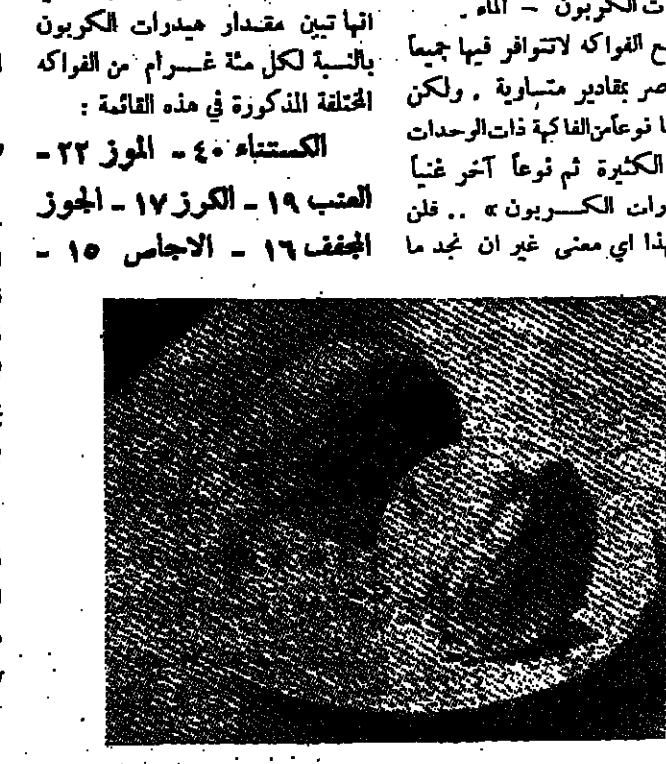 ات الكربون – الماء .
ع الفواكه لاتتوافر فيها جميعاً
صر بمقادير متساوية . ولكن
ا نوعاً من الفاكهة ذات الوحدات
الكثيرة ثم نوعاً آخر غنياً
رات الكربون » .. فلن
هذا اي معنى غير ان نجد ما
انها تبين مقدار هيدرات الكربون
بالنسبة لكل مئة غرام من الفواكه
المختلفة المذكورة في هذه القائمة :
الكستناء ٤٠ – الموز ٢٢ –
العنب ١٩ – الكرز ١٧ – الجوز
المجفف ١٦ – الاجاص ١٥ –